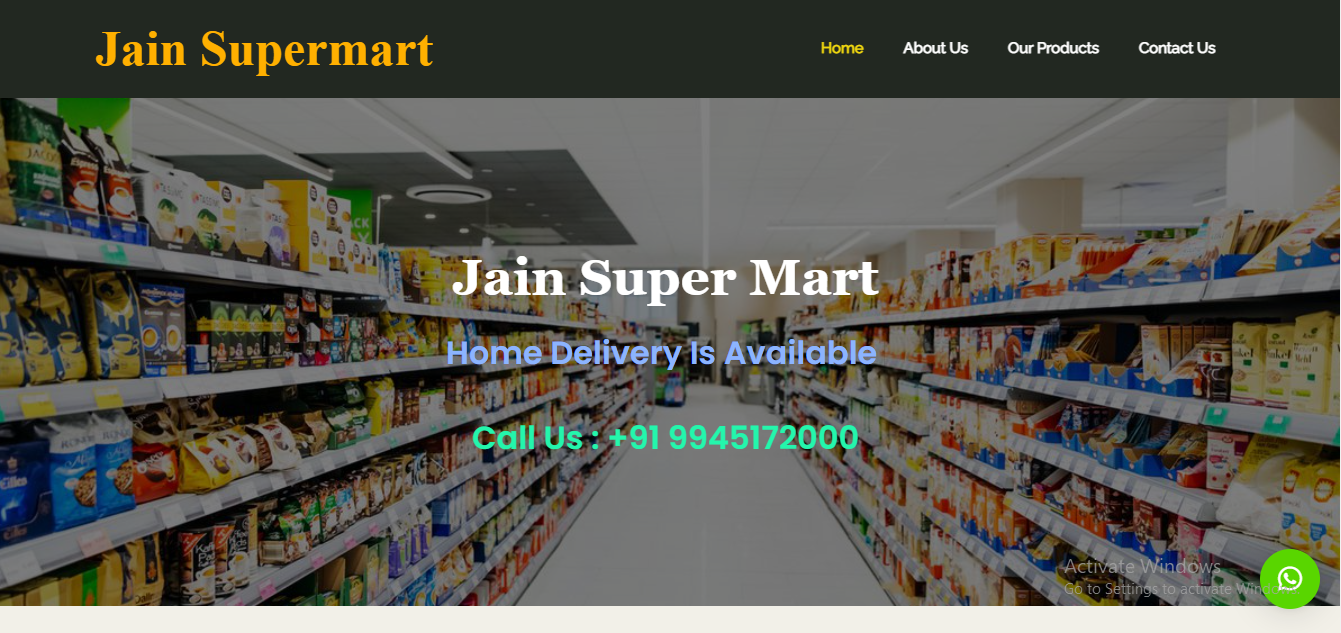 Jain Supermart
Home About Us Our Products Contact Us
Jain Super Mart
Home Delivery Is Available
Call Us : +91 9945172000
Activate Windows
Go to Settings to activate Windows.